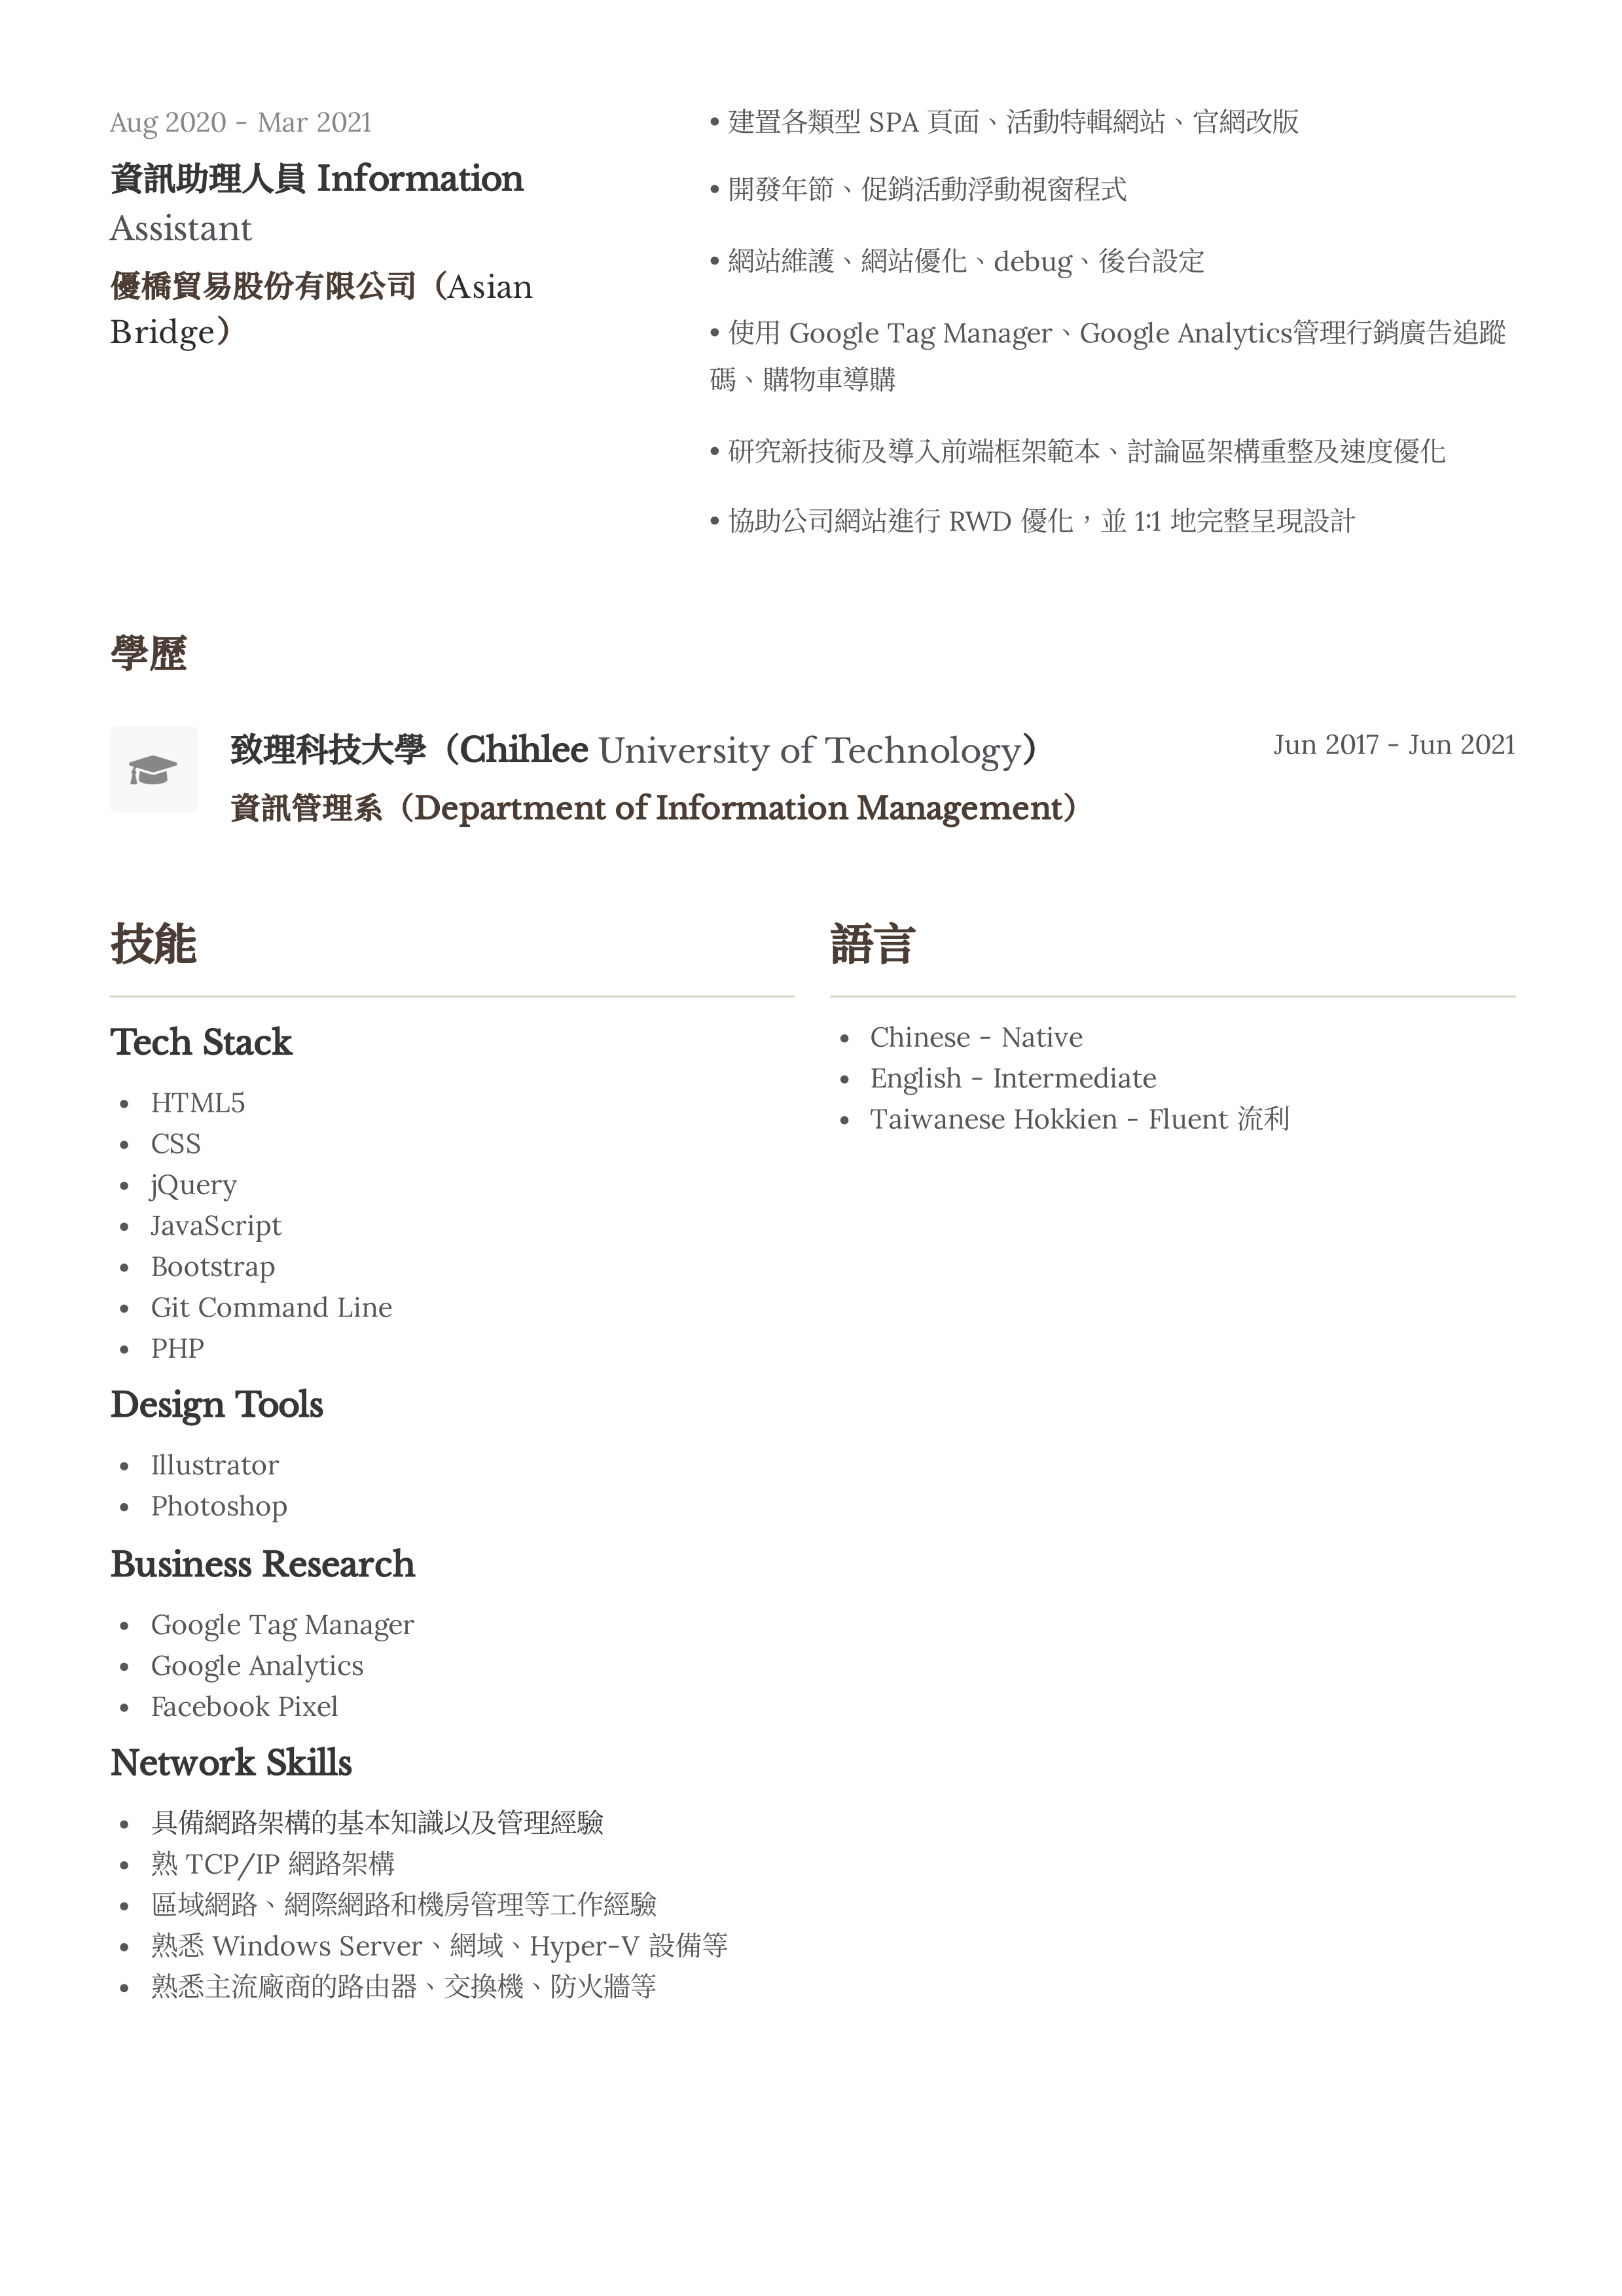 Aug 2020 - Mar 2021
資訊助理人員 Information
Assistant
優橋貿易股份有限公司（Asian
Bridge）
• 建置各類型 SPA 頁面、活動特輯網站、官網改版
• 開發年節、促銷活動浮動視窗程式
• 網站維護、網站優化、debug、後台設定
• 使用 Google Tag Manager、Google Analytics管理行銷廣告追蹤
碼、購物車導購
• 研究新技術及導入前端框架範本、討論區架構重整及速度優化
• 協助公司網站進行 RWD 優化，並 1:1 地完整呈現設計
學歷
致理科技大學（Chihlee University of Technology）
Jun 2017 - Jun 2021
資訊管理系（Department of Information Management）
技能
Tech Stack
• HTML5
• CSS
• jQuery
• JavaScript
• Bootstrap
• Git Command Line
• PHP
Design Tools
• Illustrator
• Photoshop
Business Research
• Google Tag Manager
• Google Analytics
• Facebook Pixel
Network Skills
• 具備網路架構的基本知識以及管理經驗
• 熟 TCP/IP 網路架構
• 區域網路、網際網路和機房管理等工作經驗
• 熟悉 Windows Server、網域、Hyper-V 設備等
• 熟悉主流廠商的路由器、交換機、防火牆等
語言
• Chinese - Native
• English - Intermediate
• Taiwanese Hokkien - Fluent 流利